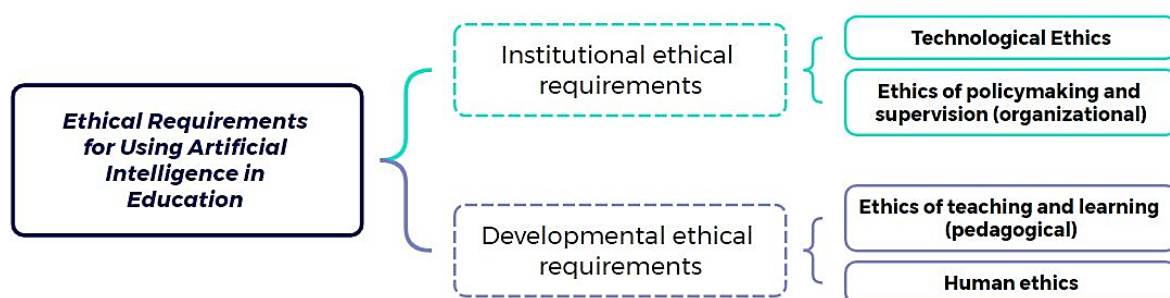 Ethical Requirements
for Using Artificial
Intelligence in
Education
Institutional ethical
requirements
Technological Ethics
Ethics of policymaking and
supervision (organizational)
Developmental ethical
requirements
Ethics of teaching and learning
(pedagogical)
Human ethics